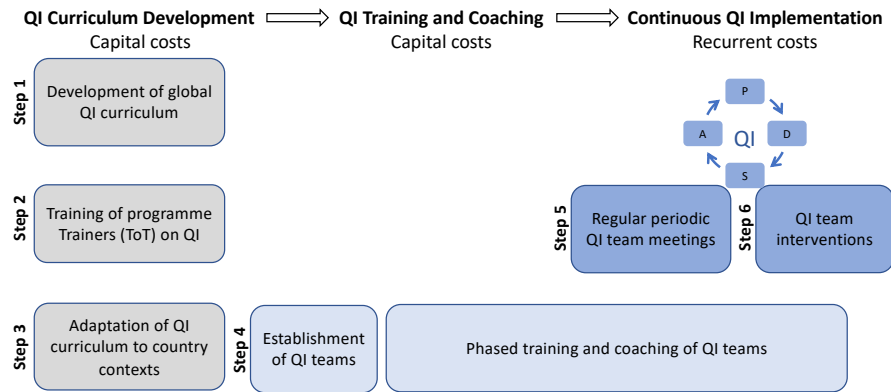 QI Curriculum Development
QI Training and Coaching
Continuous QI Implementation
Capital costs
Capital costs
Recurrent costs
Step 1
Development of global
QI curriculum
P
A
QI
D
S
Step 2
Training of programme
Trainers (ToT) on QI
Step 5
Regular periodic
QI team meetings
Step 6
QI team
interventions
Step 3
Adaptation of QI
curriculum to country
contexts
Step 4
Establishment
of QI teams
Phased training and coaching of QI teams